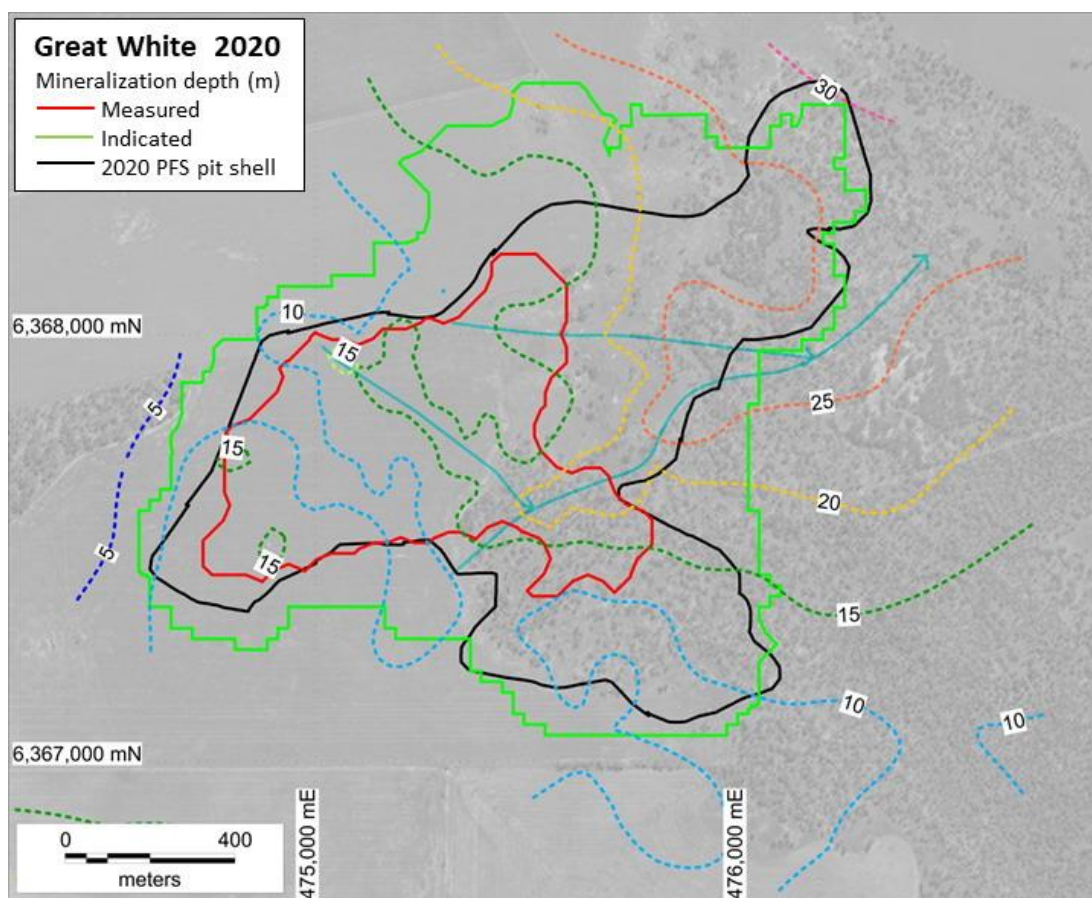 Great White 2020
Mineralization depth (m)
Measured
Indicated
2020 PFS pit shell
30
10
6,368,000 mN
15
25
5
15
20
5
15
15
10
10
6,367,000 mN
475,000 mE
476,000 mE
0 400
meters